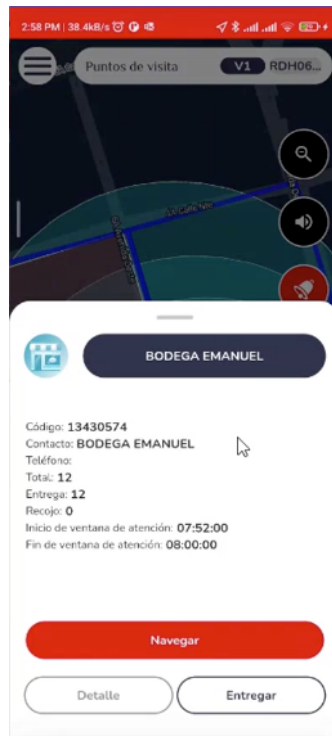 2:58 PM | 38.4kB/s
Puntos de visita
V1
RDH06...
BODEGA EMANUEL
Código: 13430574
Contacto: BODEGA EMANUEL
Teléfono:
Total: 12
Entrega: 12
Recojo: 0
Inicio de ventana de atención: 07:52:00
Fin de ventana de atención: 08:00:00
Navegar
Detalle
Entregar